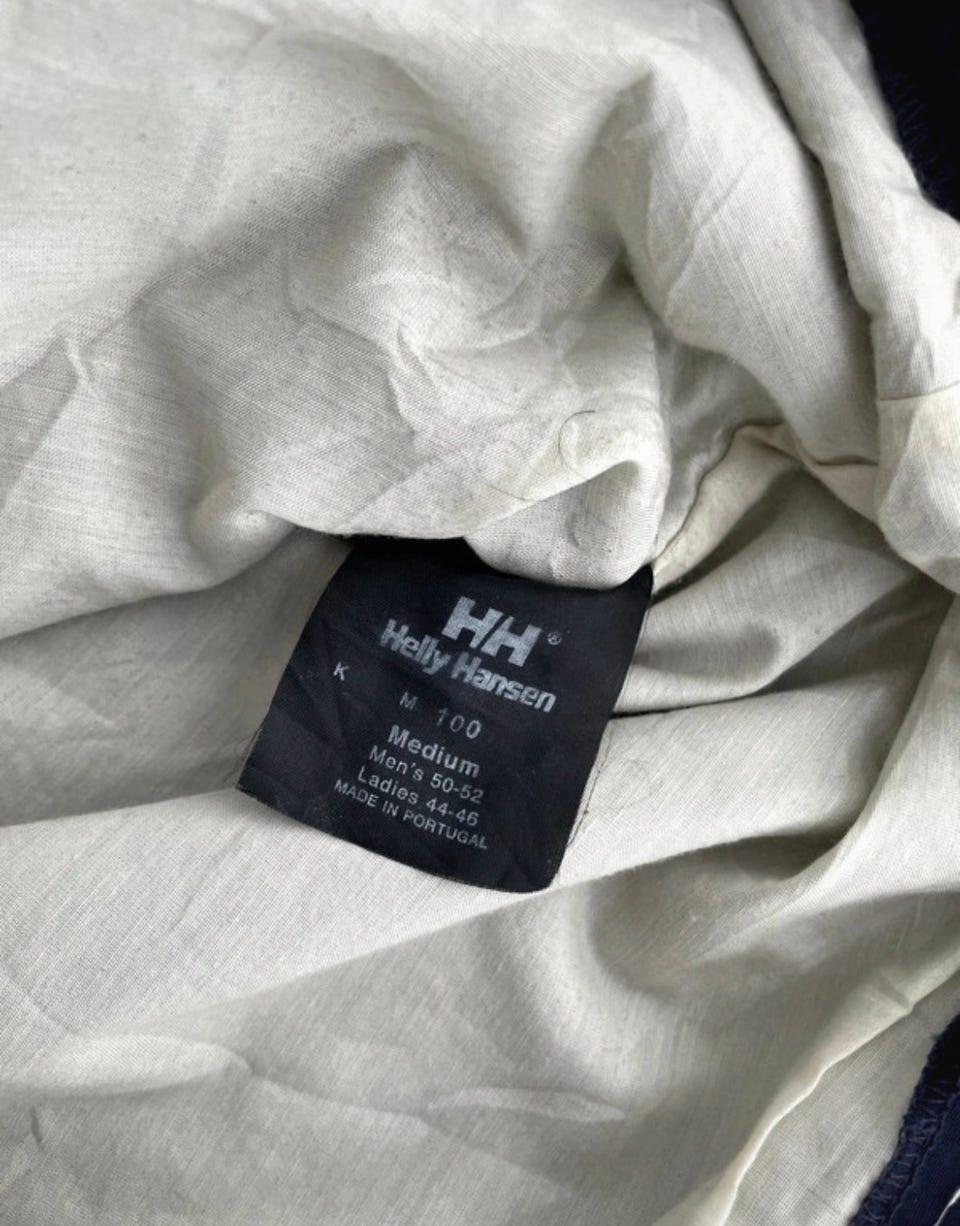 HH®
Helly Hansen
K
M 100
Medium
Men's 50-52
Ladies 44-46
MADE IN PORTUGAL